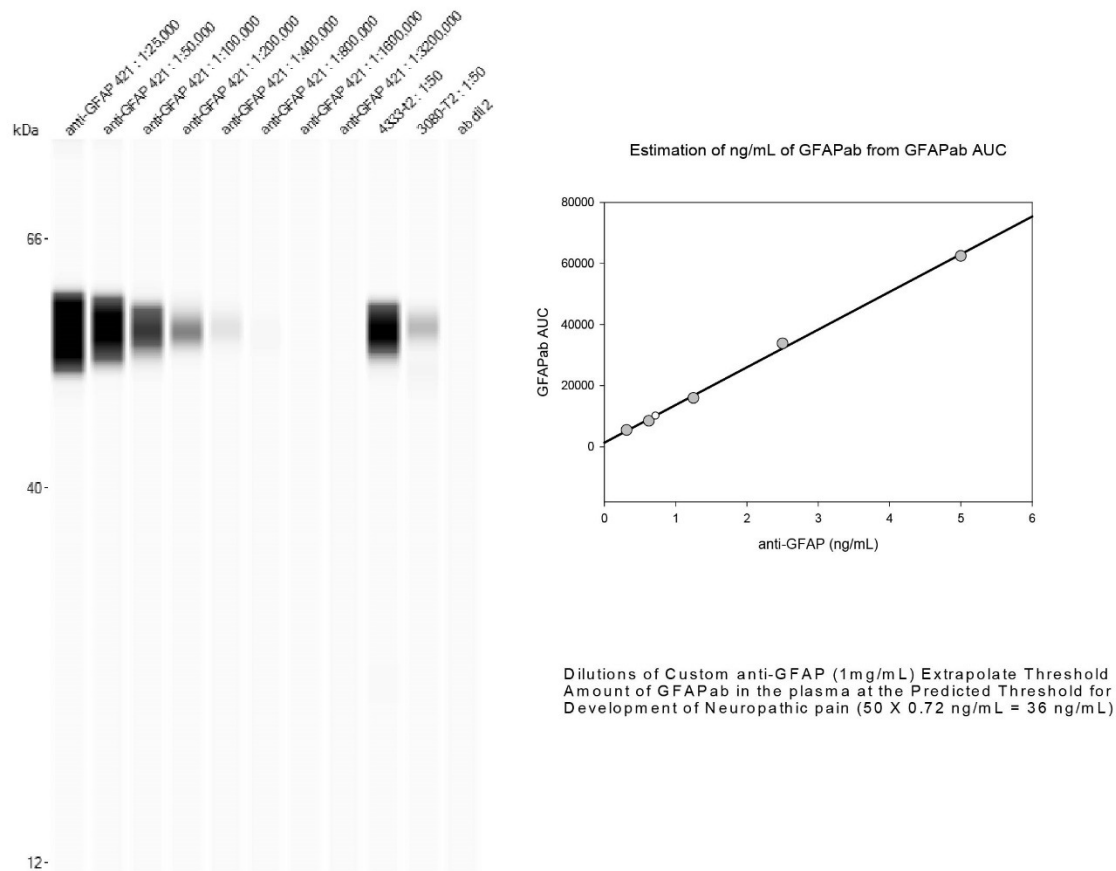 anti-GFAP 421 : 1:25,000
anti-GFAP 421 : 1:50,000
anti-GFAP 421 : 1:100,000
anti-GFAP 421 : 1:200,000
anti-GFAP 421 : 1:400,000
anti-GFAP 421 : 1:800,000
anti-GFAP 421 : 1:1600,000
anti-GFAP 421 : 1:3200,000
4333-t2 : 1:50
3080-T2 : 1:50
ab dil 2
kDa
66-
40-
12-
Estimation of ng/mL of GFAPab from GFAPab AUC
GFAPab AUC
80000
60000
40000
20000
0
0 1 2 3 4 5 6
anti-GFAP (ng/mL)
Dilutions of Custom anti-GFAP (1mg/mL) Extrapolate Threshold
Amount of GFAPab in the plasma at the Predicted Threshold for
Development of Neuropathic pain (50 X 0.72 ng/mL = 36 ng/mL)